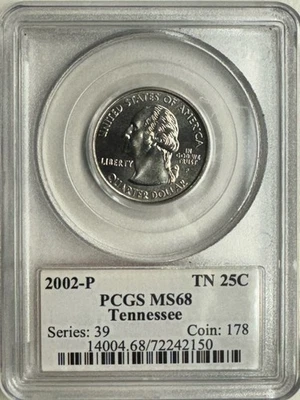 UNITED STATES OF AMERICA
LIBERTY
IN
GOD WE
TRUST
P
QUARTER DOLLAR
2002-P TN 25C
PCGS MS68
Tennessee
Series: 39 Coin: 178
14004.68/72242150